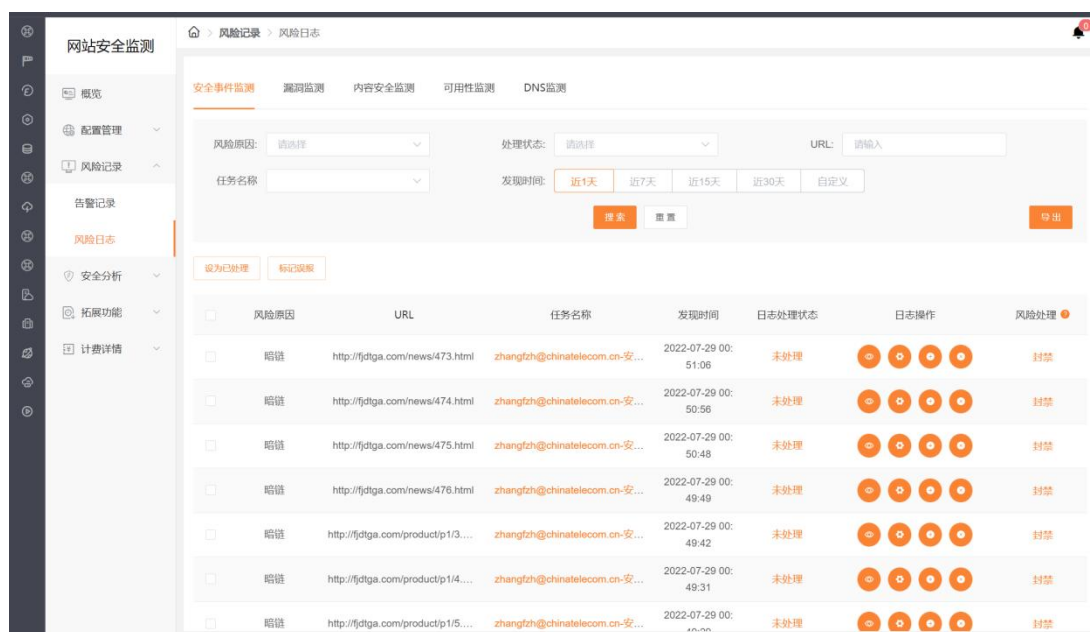 网站安全监测
风险记录 > 风险日志
0
概览
配置管理
风险记录
告警记录
风险日志
安全分析
拓展功能
计费详情
安全事件监测 漏洞监测 内容安全监测 可用性监测 DNS监测
风险原因: 请选择 处理状态: 请选择 URL: 请输入
任务名称 发现时间: 近1天 近7天 近15天 近30天 自定义
搜索 重置 导出
设为已处理 标记误报
风险原因 URL 任务名称 发现时间 日志处理状态 日志操作 风险处理
暗链 http://fjdtga.com/news/473.html zhangfzh@chinatelecom.cn-安... 2022-07-29 00: 未处理 封禁
51:06
暗链 http://fjdtga.com/news/474.html zhangfzh@chinatelecom.cn-安... 2022-07-29 00: 未处理 封禁
50:56
暗链 http://fjdtga.com/news/475.html zhangfzh@chinatelecom.cn-安... 2022-07-29 00: 未处理 封禁
50:48
暗链 http://fjdtga.com/news/476.html zhangfzh@chinatelecom.cn-安... 2022-07-29 00: 未处理 封禁
49:49
暗链 http://fjdtga.com/product/p1/3.... zhangfzh@chinatelecom.cn-安... 2022-07-29 00: 未处理 封禁
49:42
暗链 http://fjdtga.com/product/p1/4.... zhangfzh@chinatelecom.cn-安... 2022-07-29 00: 未处理 封禁
49:31
暗链 http://fjdtga.com/product/p1/5.... zhangfzh@chinatelecom.cn-安... 2022-07-29 00: 未处理 封禁